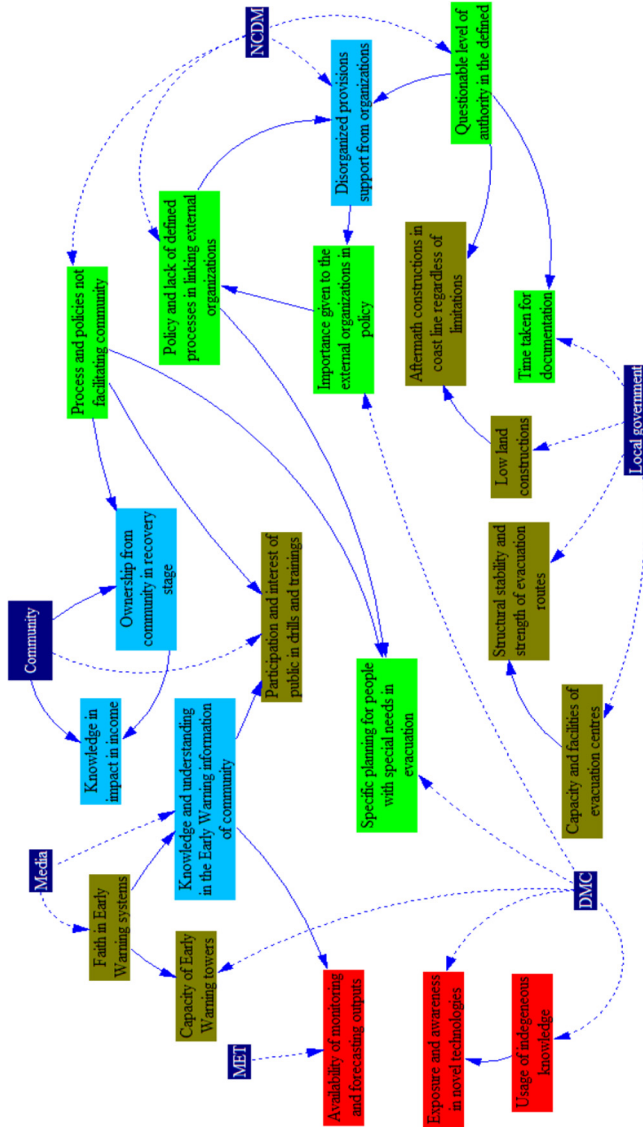 Media
Community
NCDM
MET
DMC
Local government
Faith in Early
Warning systems
Capacity of Early
Warning towers
Knowledge and understanding
in the Early Warning information
of community
Availability of monitoring
and forecasting outputs
Exposure and awareness
in novel technologies
Usage of indegeneous
knowledge
Knowledge in
impact in income
Ownership from
community in recovery
stage
Participation and interest of
public in drills and trainings
Process and policies not
facilitating community
Policy and lack of defined
processes in linking external
organizations
Disorganized provisions
support from organizations
Importance given to the
external organizations in
policy
Specific planning for people
with special needs in
evacuation
Questionable level of
authority in the defined
Aftermath constructions in
coast line regardless of
limitations
Time taken for
documentation
Low land
constructions
Structural stability and
strength of evacuation
routes
Capacity and facilities of
evacuation centres